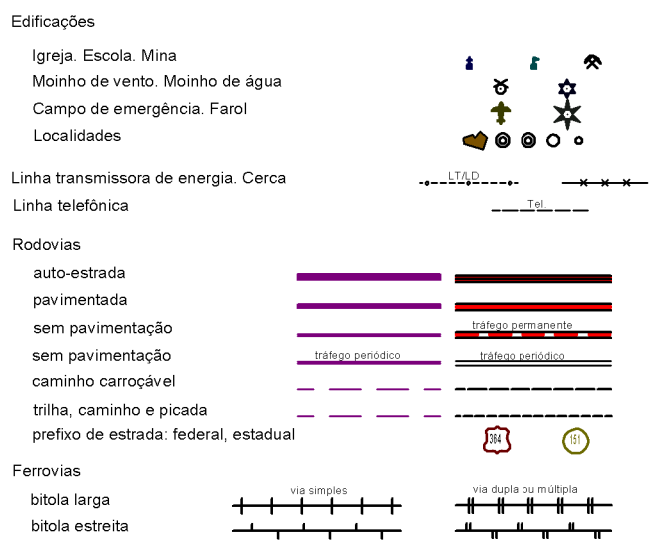 Edificações
Igreja. Escola. Mina
Moinho de vento. Moinho de água
Campo de emergência. Farol
Localidades
Linha transmissora de energia. Cerca
LT/LD
Linha telefônica
Tel.
Rodovias
auto-estrada
pavimentada
sem pavimentação
tráfego permanente
sem pavimentação
tráfego periódico
tráfego periódico
caminho carroçável
trilha, caminho e picada
prefixo de estrada: federal, estadual
364
151
Ferrovias
bitola larga
via simples
via dupla ou múltipla
bitola estreita